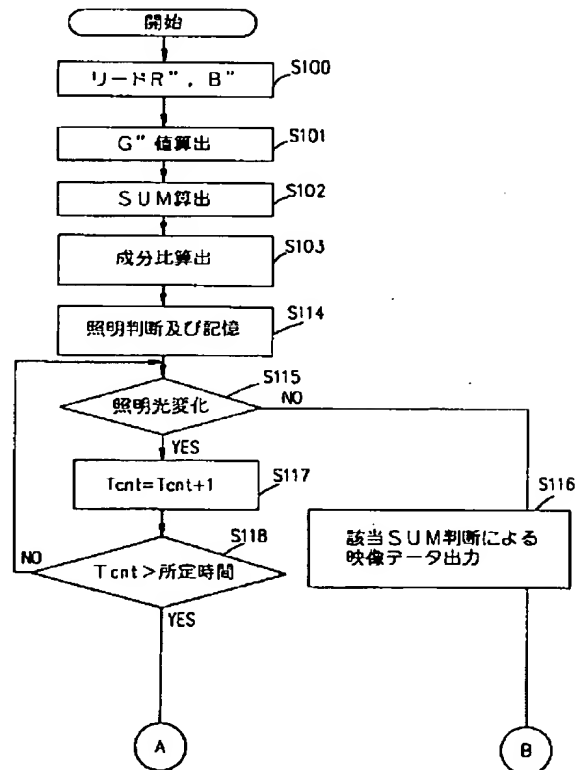 開始
リードR", B"
S100
G" 値算出
S101
SUM算出
S102
成分比算出
S103
照明判断及び記憶
S114
照明光変化
S115
NO
YES
Tcnt=Tcnt+1
S117
S116
該当SUM判断による
映像データ出力
Tcnt>所定時間
S118
NO
YES
A
B